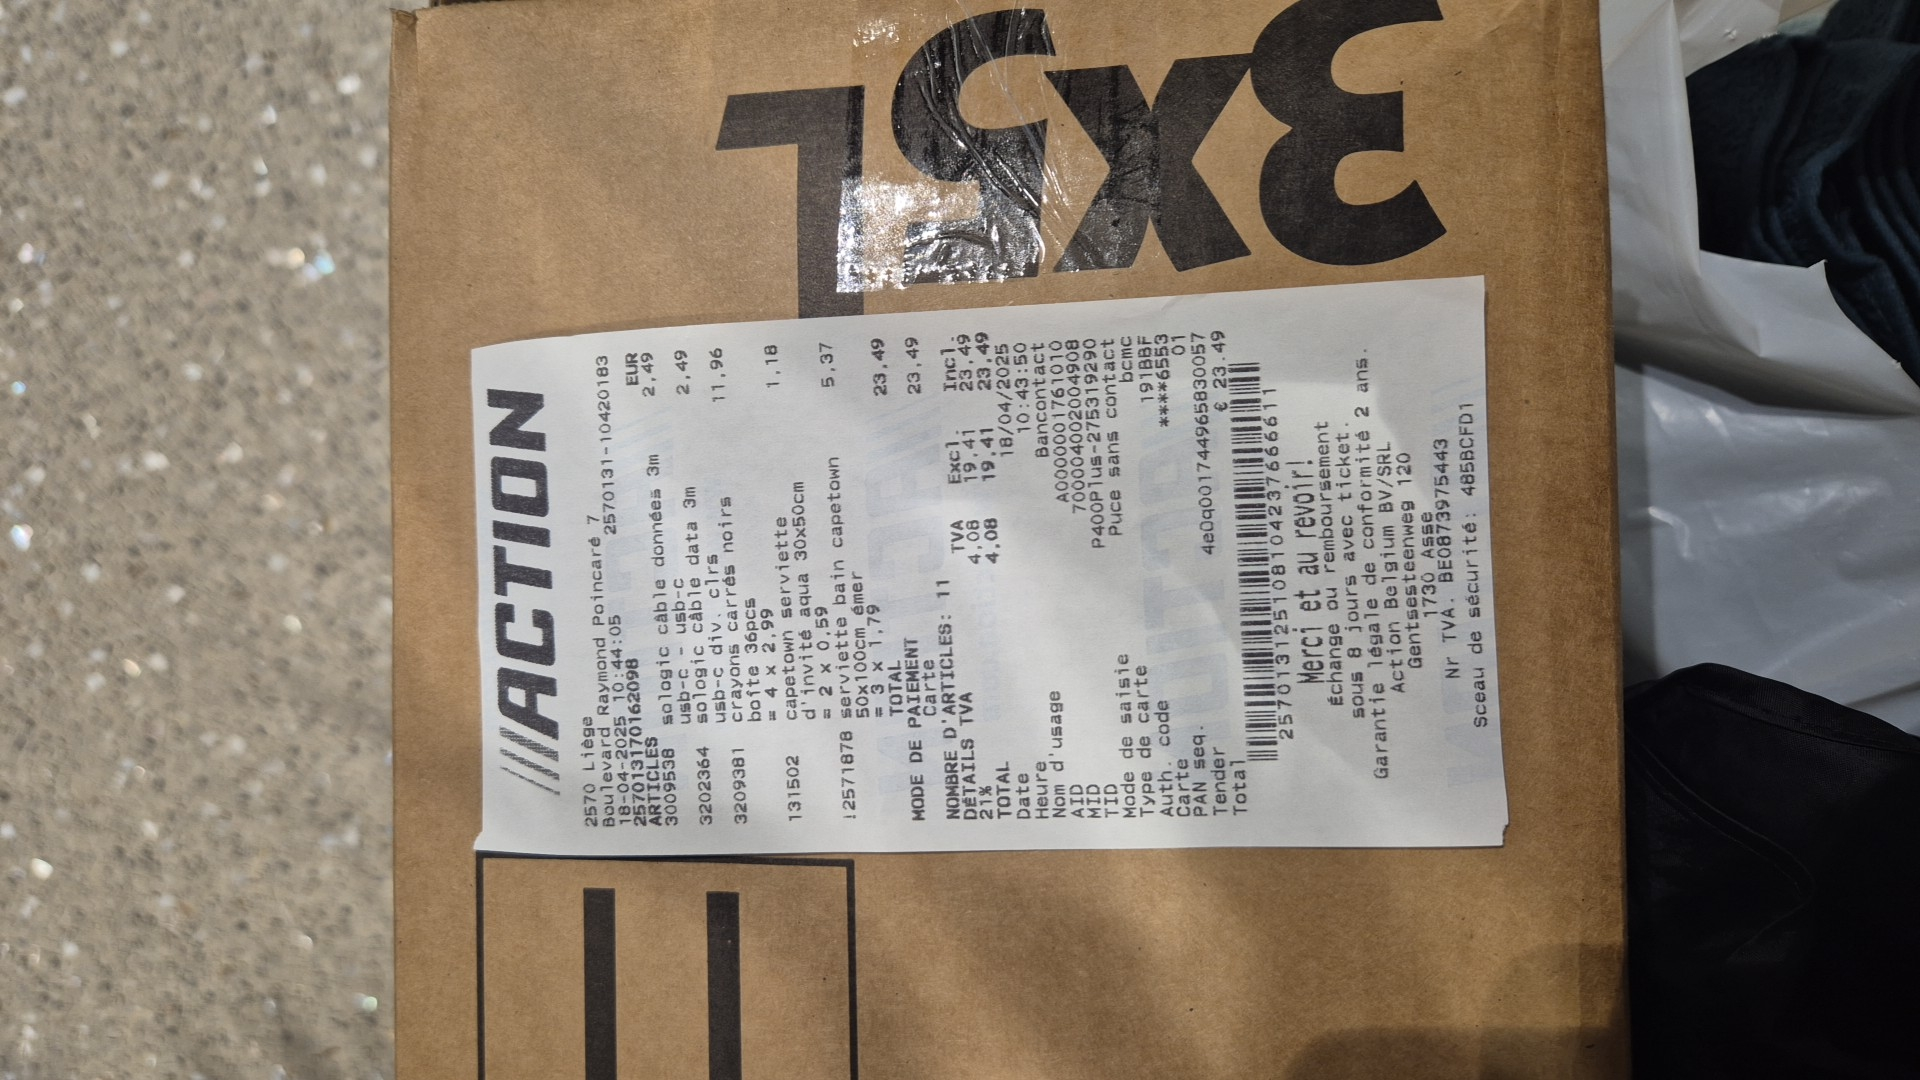 3x5L
ACTION
2570 Liège
Boulevard Raymond Poincaré 7
18-04-2025 10:44:05 2570131-10420183
257013170162098
ARTICLES EUR
3009538 sologic câble données 3m 2,49
usb-c - usb-c
3202364 sologic câble data 3m 2,49
usb-c div. clrs
3209381 crayons carrés noirs 11,96
boîte 36pcs
= 4 x 2,99
131502 capetown serviette 1,18
d'invité aqua 30x50cm
= 2 x 0,59
!2571878 serviette bain capetown 5,37
50x100cm émer
= 3 x 1,79
TOTAL 23,49
MODE DE PAIEMENT
Carte 23,49
NOMBRE D'ARTICLES: 11
DÉTAILS TVA TVA Excl. Incl.
21% 4,08 19,41 23,49
TOTAL 4,08 19,41 23,49
Date 18/04/2025
Heure 10:43:50
Nom d'usage Bancontact
AID A0000001761010
MID 700004002004908
TID P400Plus-275319290
Mode de saisie Puce sans contact
Type de carte bcmc
Auth. code 191BBF
Carte ****6553
PAN seq. 01
Tender 4e0q001744965830057
Total € 23.49
2570131251081042376666611
Merci et au revoir!
Échange ou remboursement
sous 8 jours avec ticket.
Garantie légale de conformité 2 ans.
Action Belgium BV/SRL
Gentsesteenweg 120
1730 Asse
Nr TVA. BE0873975443
Sceau de sécurité: 485BCFD1